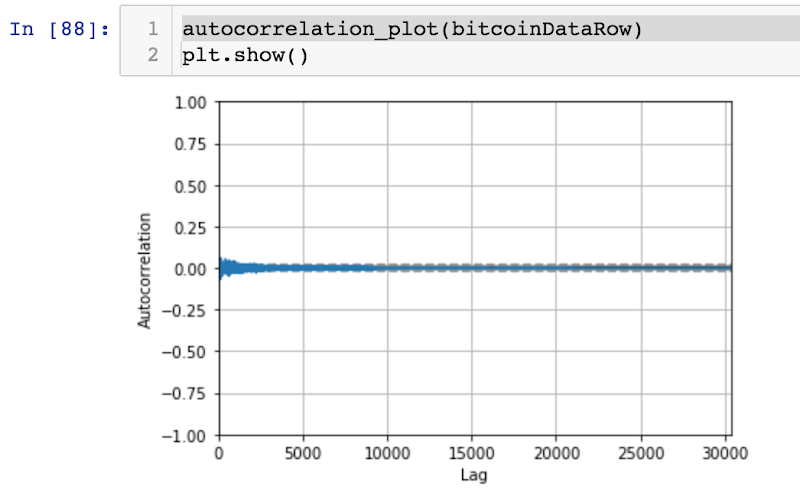 In [88]: 1 autocorrelation_plot(bitcoinDataRow)
2 plt.show()
1.00
0.75
0.50
0.25
0.00
−0.25
−0.50
−0.75
−1.00
Autocorrelation
0 5000 10000 15000 20000 25000 30000
Lag